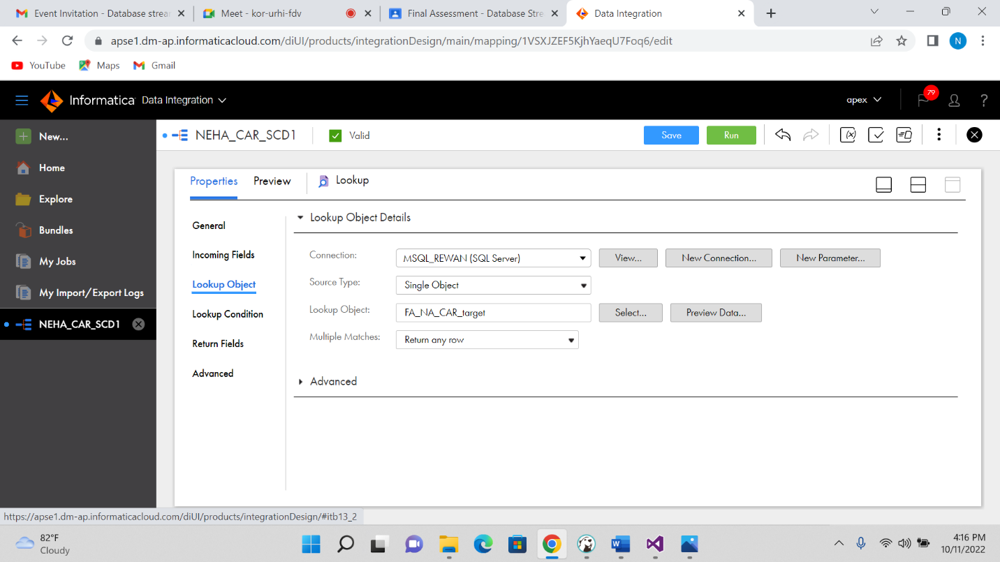 Event Invitation - Database strear
Meet - kor-urhi-fdv
Final Assessment - Database Stre
Data Integration
apse1.dm-ap.informaticacloud.com/diUI/products/integrationDesign/main/mapping/1VSXJZEF5KjhYaeqU7Foq6/edit
N
YouTube Maps Gmail
Informatica Data Integration
apex
79
?
New...
NEHA_CAR_SCD1
Valid
Save
Run
Home
Explore
Bundles
My Jobs
My Import/Export Logs
NEHA_CAR_SCD1
Properties
Preview
Lookup
General
Incoming Fields
Lookup Object
Lookup Condition
Return Fields
Advanced
Lookup Object Details
Connection: MSQL_REWAN (SQL Server) View... New Connection... New Parameter...
Source Type: Single Object
Lookup Object: FA_NA_CAR_target Select... Preview Data...
Multiple Matches: Return any row
Advanced
https://apse1.dm-ap.informaticacloud.com/diUI/products/integrationDesign/#itb13_2
82°F
Cloudy
4:16 PM
10/11/2022